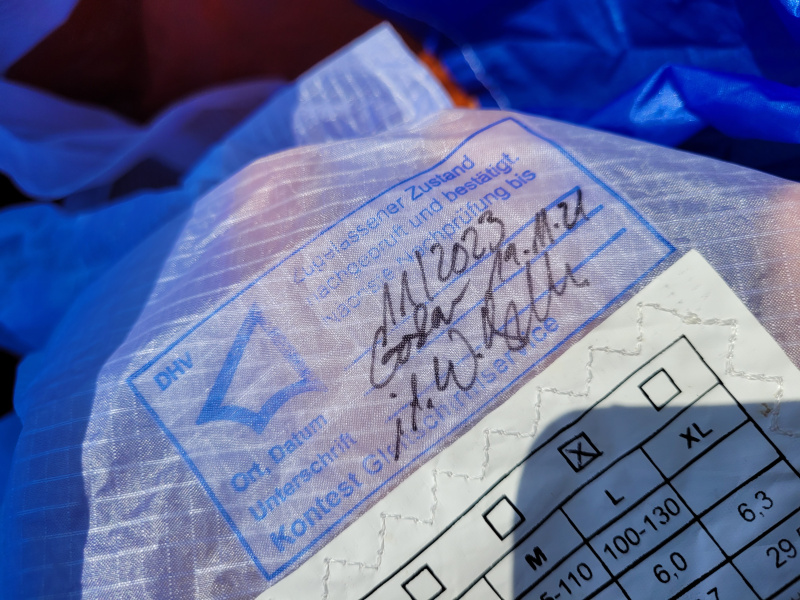 DHV
zugelassener Zustand
nachgeprüft und bestätigt.
Nächste Nachprüfung bis
11/2023
Ort, Datum Goslar 19.11.21
Unterschrift i.A. W.
Kontest Gleitschirmservice
M L XL
100-130
6,0 6,3